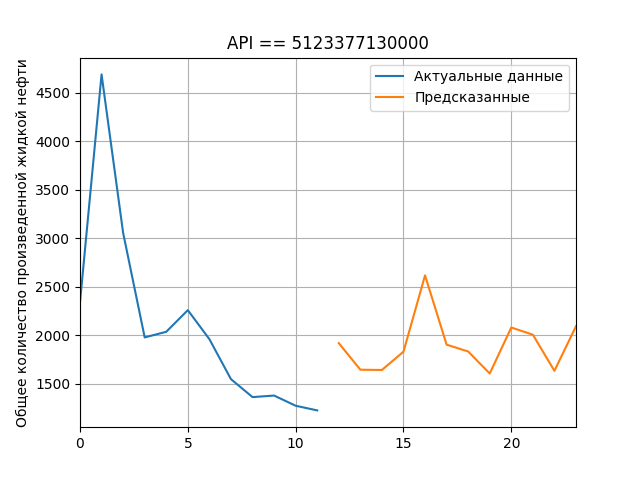 API == 5123377130000
Общее количество произведенной жидкой нефти
Актуальные данные
Предсказанные
4500
4000
3500
3000
2500
2000
1500
0 5 10 15 20